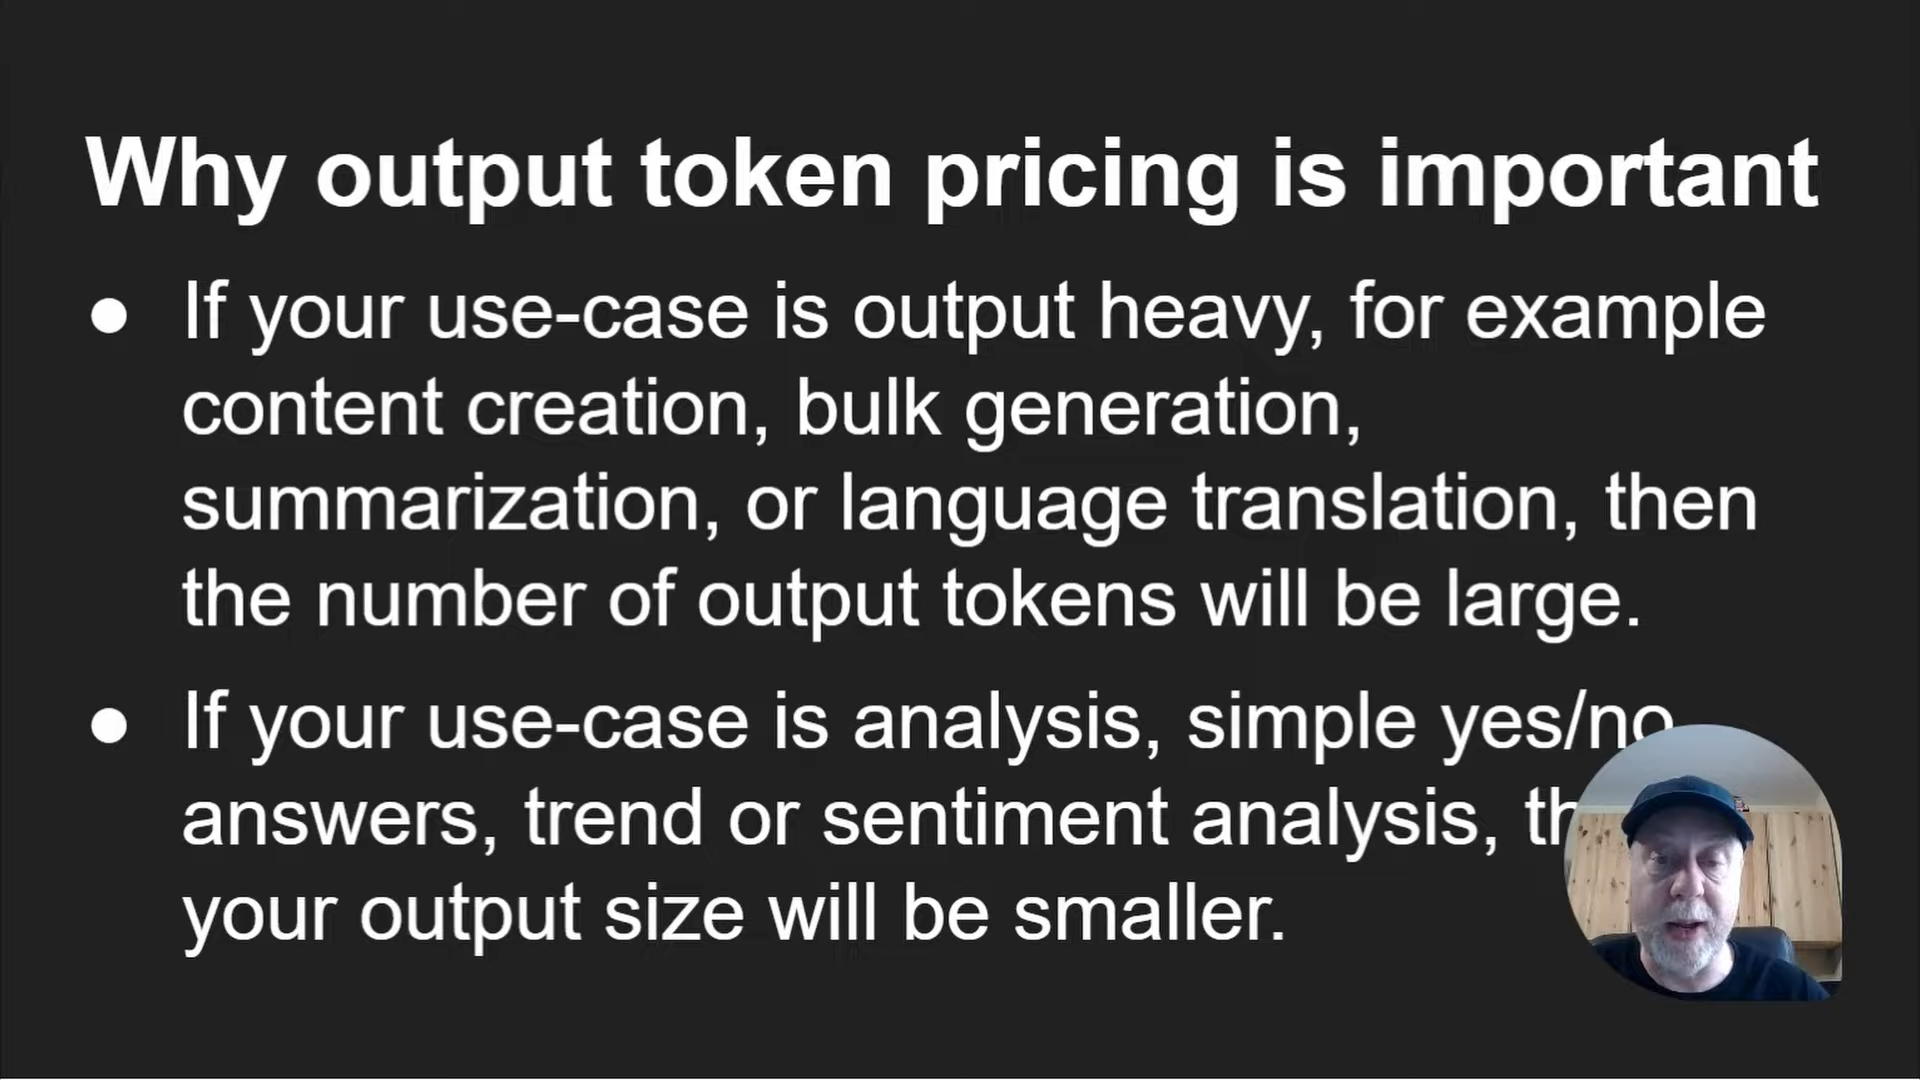 Why output token pricing is important
● If your use-case is output heavy, for example
content creation, bulk generation,
summarization, or language translation, then
the number of output tokens will be large.
● If your use-case is analysis, simple yes/no
answers, trend or sentiment analysis,
your output size will be smaller.